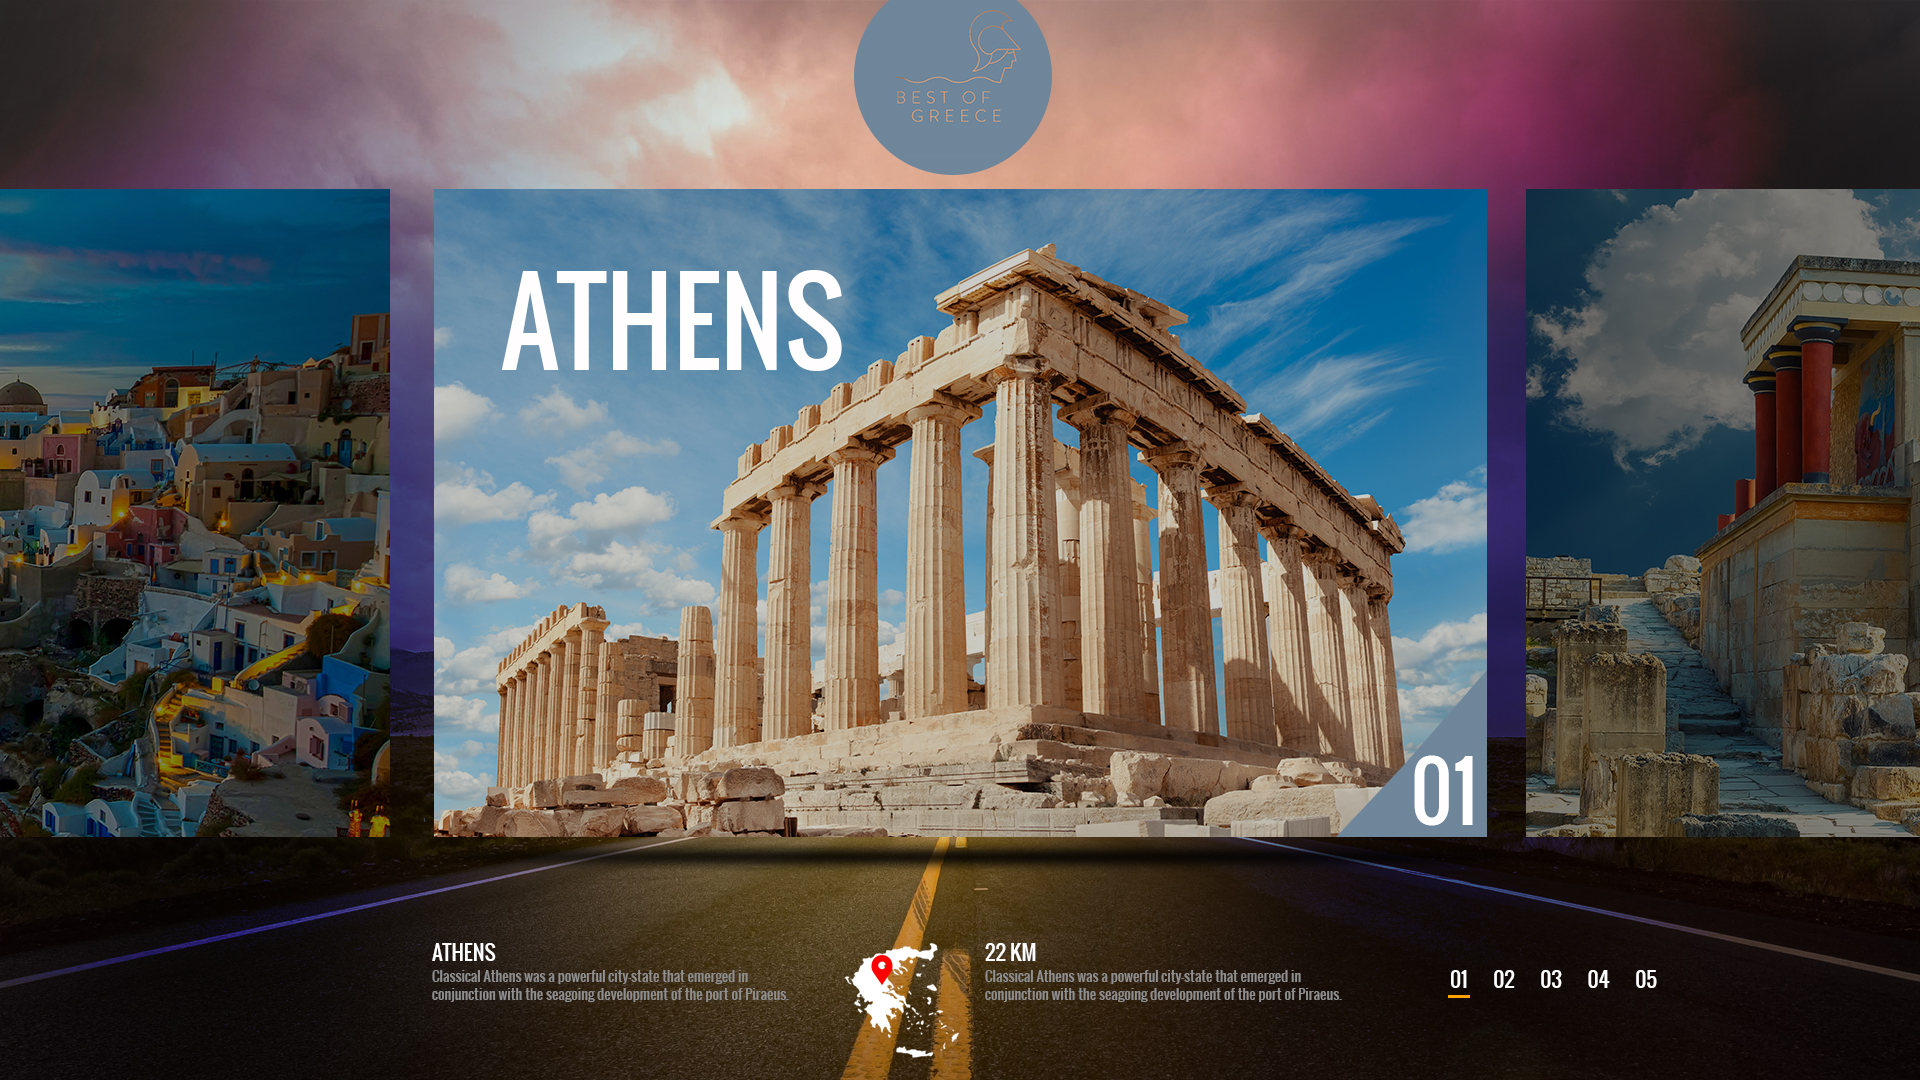 BEST OF
GREECE
ATHENS
01
ATHENS
Classical Athens was a powerful city-state that emerged in
conjunction with the seagoing development of the port of Piraeus.
22 KM
Classical Athens was a powerful city-state that emerged in
conjunction with the seagoing development of the port of Piraeus.
01 02 03 04 05